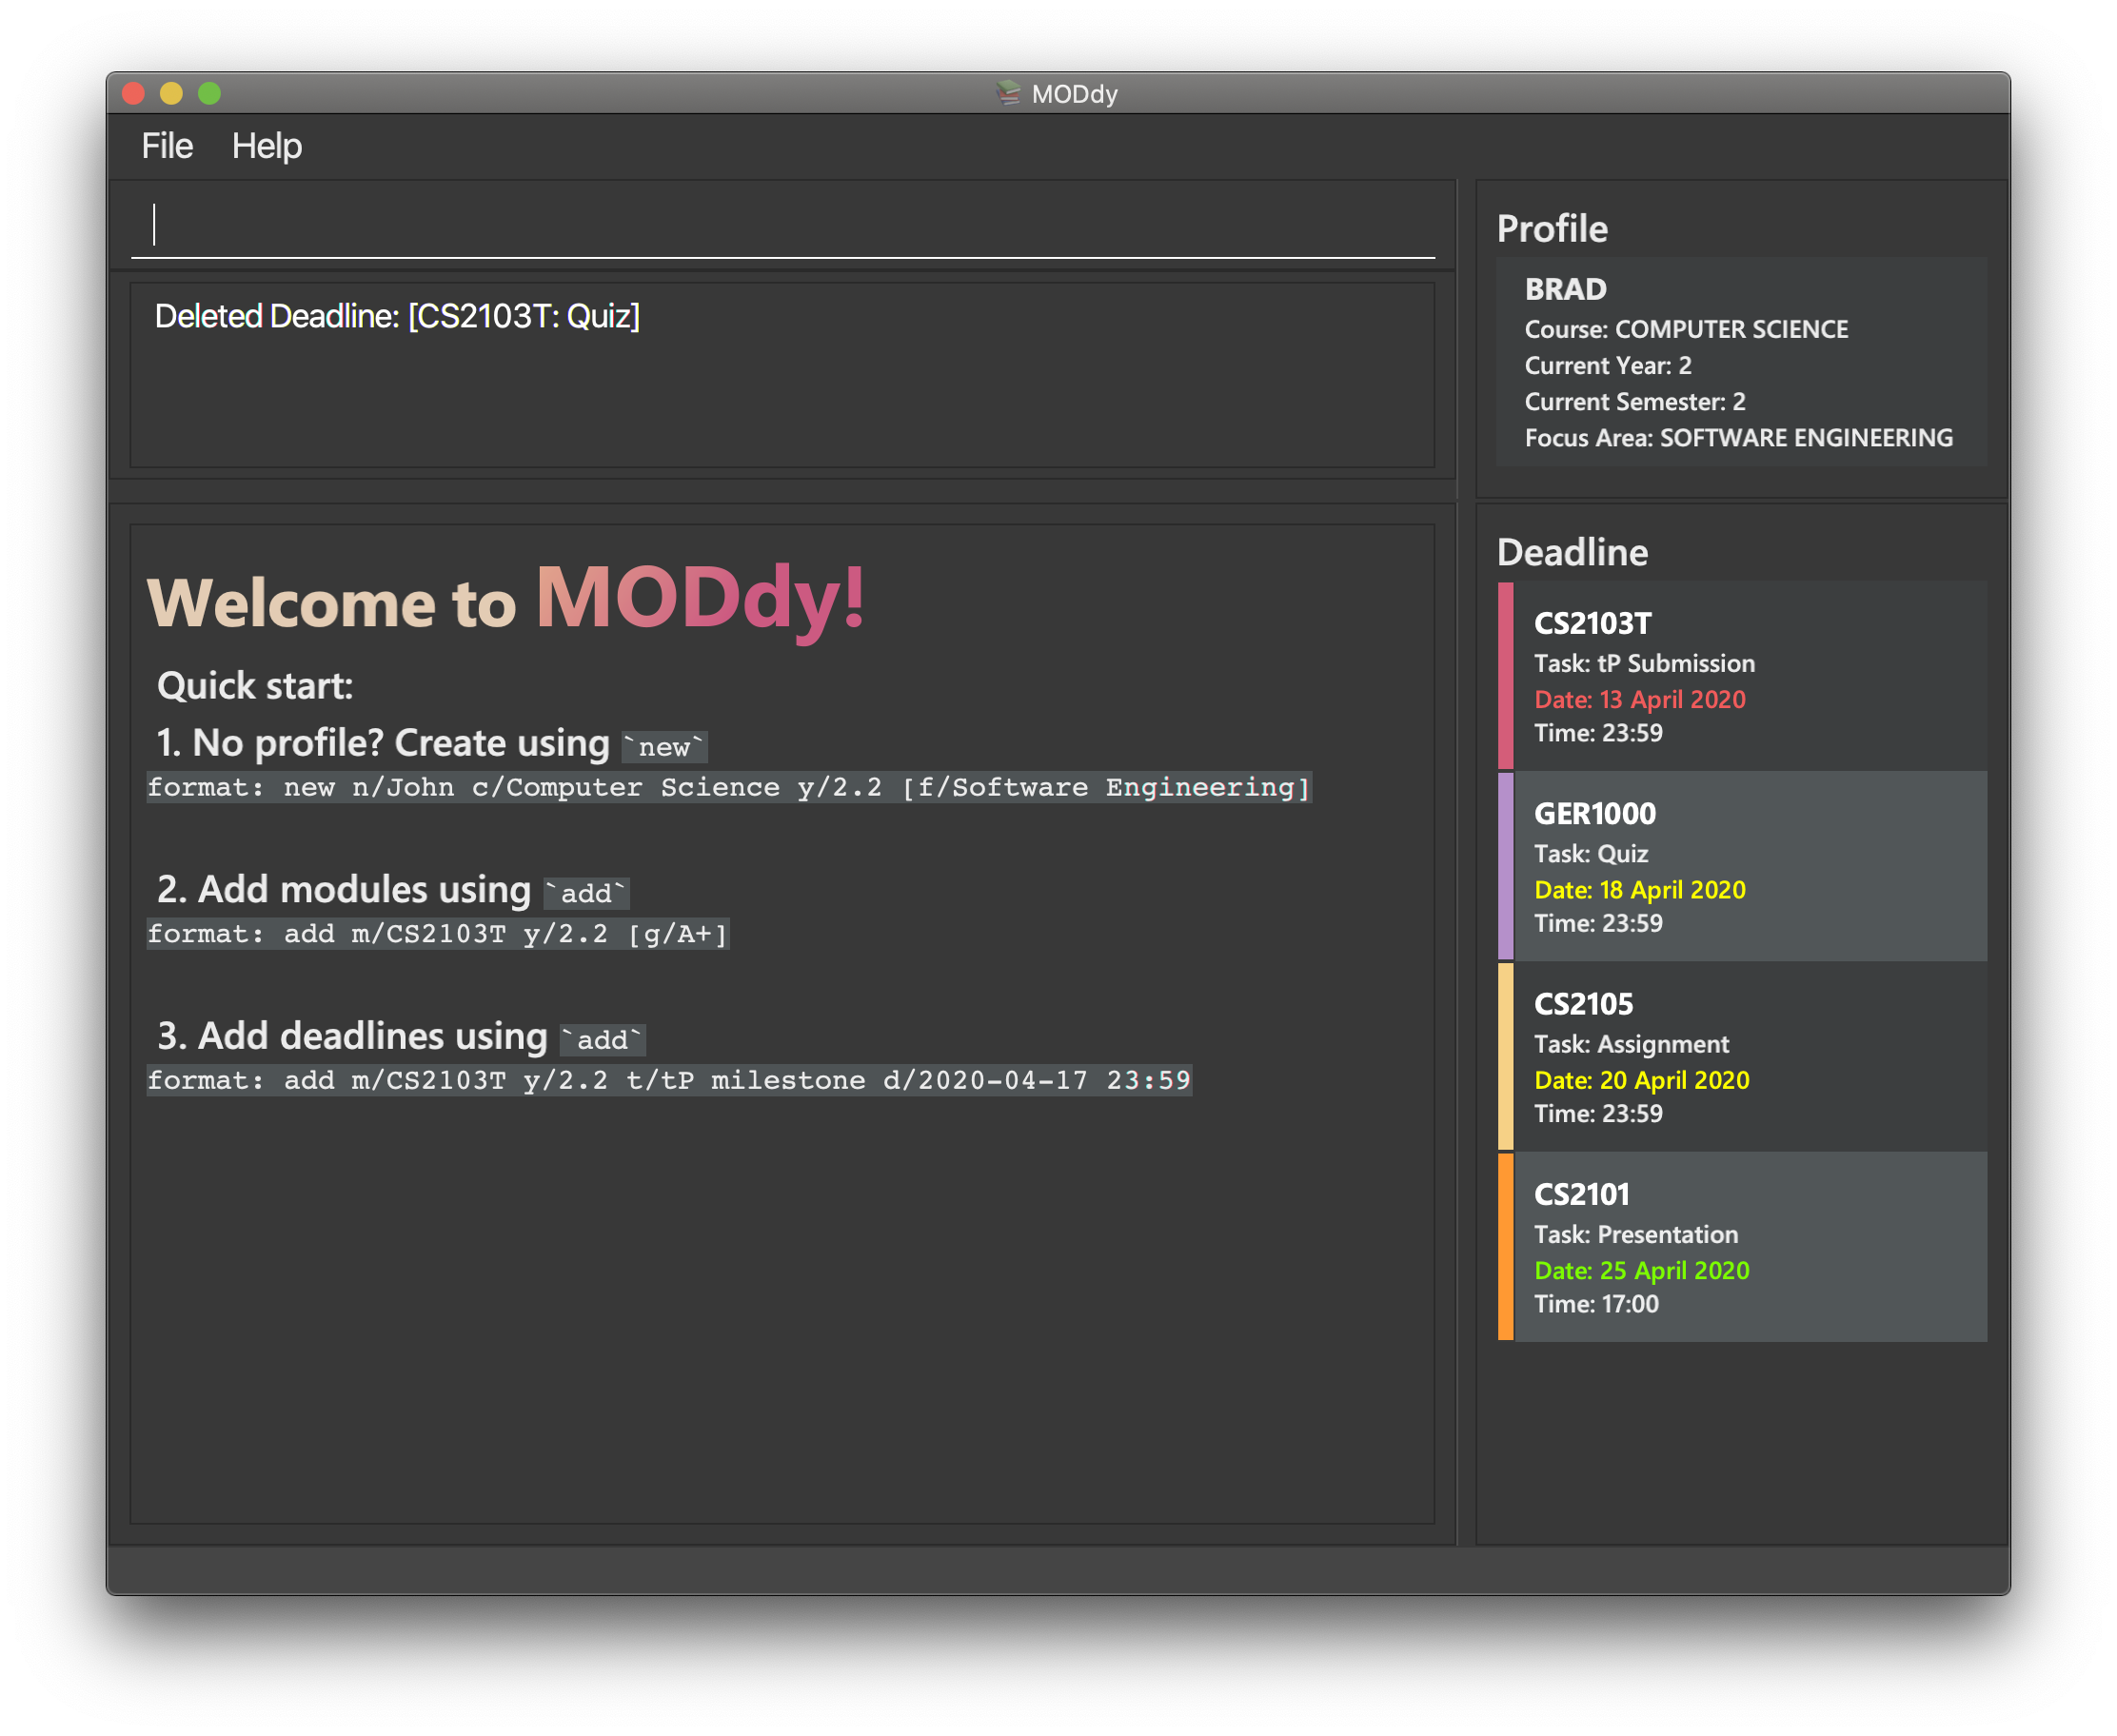 MODdy
File Help
Deleted Deadline: [CS2103T: Quiz]
Welcome to MODdy!
Quick start:
1. No profile? Create using `new`
format: new n/John c/Computer Science y/2.2 [f/Software Engineering]
2. Add modules using `add`
format: add m/CS2103T y/2.2 [g/A+]
3. Add deadlines using `add`
format: add m/CS2103T y/2.2 t/tP milestone d/2020-04-17 23:59
Profile
BRAD
Course: COMPUTER SCIENCE
Current Year: 2
Current Semester: 2
Focus Area: SOFTWARE ENGINEERING
Deadline
CS2103T
Task: tP Submission
Date: 13 April 2020
Time: 23:59
GER1000
Task: Quiz
Date: 18 April 2020
Time: 23:59
CS2105
Task: Assignment
Date: 20 April 2020
Time: 23:59
CS2101
Task: Presentation
Date: 25 April 2020
Time: 17:00